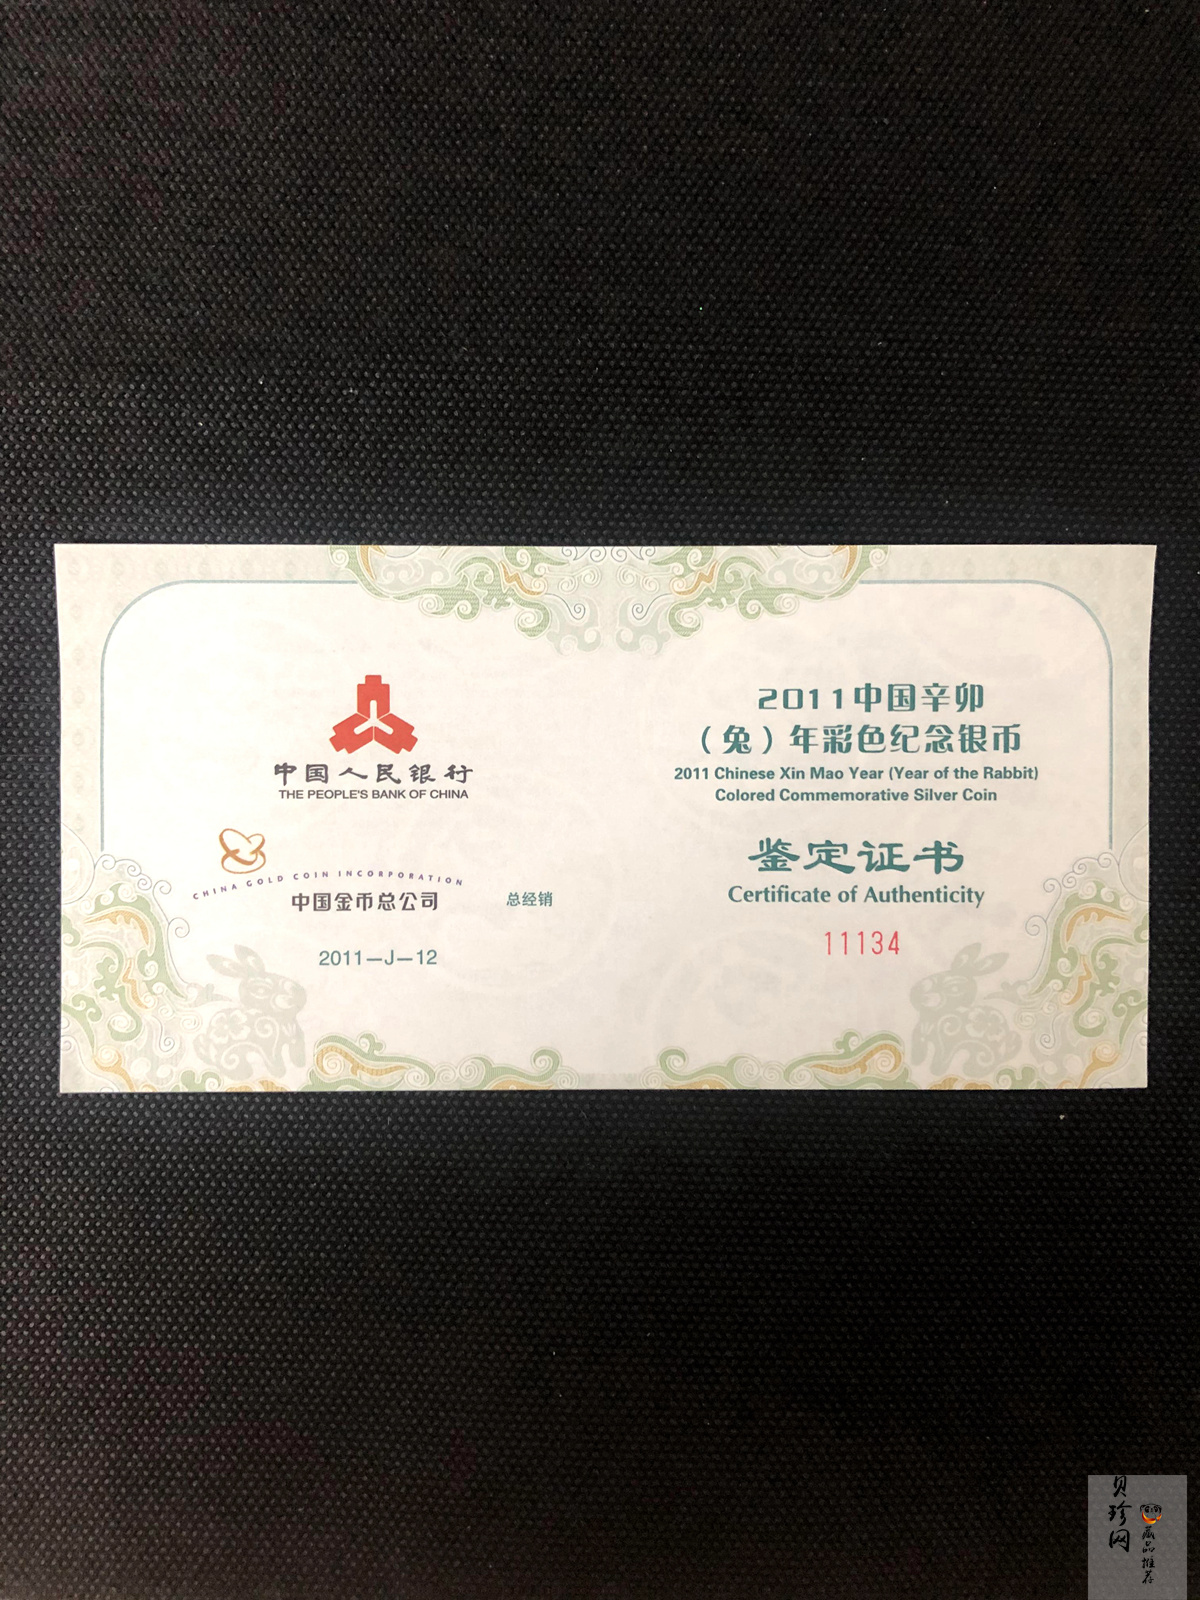 中国人民银行
THE PEOPLE'S BANK OF CHINA
CHINA GOLD COIN INCORPORATION
中国金币总公司 总经销
2011—J—12
2011中国辛卯
（兔）年彩色纪念银币
2011 Chinese Xin Mao Year (Year of the Rabbit)
Colored Commemorative Silver Coin
鉴定证书
Certificate of Authenticity
11134
贝珍网
藏品推荐